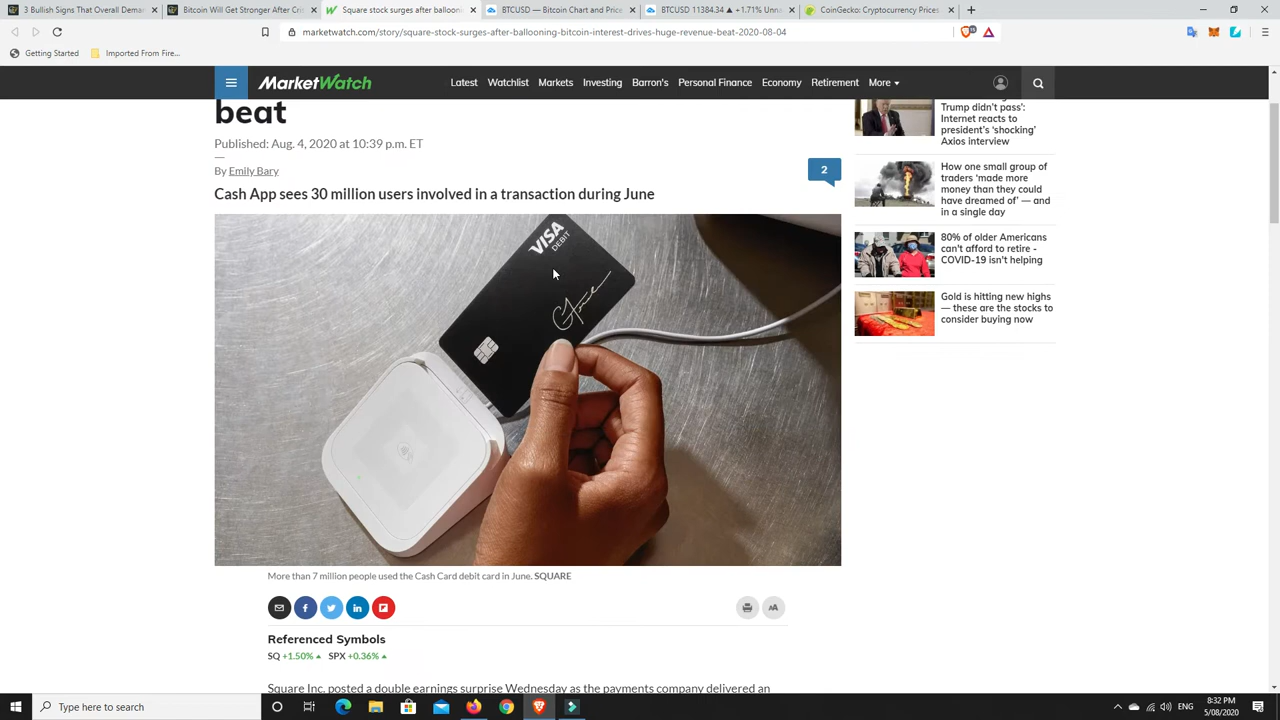 3 Bullish Signs That Overall Demar
Bitcoin Will Get Stronger Criticis
Square stock surges after balloonin
BTCUSD — Bitcoin Chart and Price
BTCUSD 11384.34 ▲ +1.71% Unna
CoinGecko: Cryptocurrency Prices
marketwatch.com/story/square-stock-surges-after-ballooning-bitcoin-interest-drives-huge-revenue-beat-2020-08-04
Getting Started
Imported From Fire...
MarketWatch
Latest Watchlist Markets Investing Barron's Personal Finance Economy Retirement More
beat
Published: Aug. 4, 2020 at 10:39 p.m. ET
By Emily Bary
2
Cash App sees 30 million users involved in a transaction during June
VISA
DEBIT
Trump didn't pass':
Internet reacts to
president's 'shocking'
Axios interview
How one small group of
traders 'made more
money than they could
have dreamed of' — and
in a single day
80% of older Americans
can't afford to retire -
COVID-19 isn't helping
Gold is hitting new highs
— these are the stocks to
consider buying now
More than 7 million people used the Cash Card debit card in June. SQUARE
AA
Referenced Symbols
SQ +1.50% ▲ SPX +0.36% ▲
Square Inc. posted a double earnings surprise Wednesday as the payments company delivered an
Type here to search
ENG
8:32 PM
5/08/2020